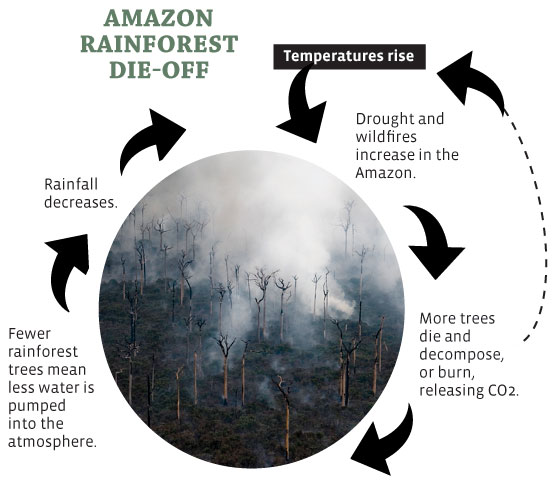 AMAZON
RAINFOREST
DIE-OFF
Temperatures rise
Drought and
wildfires
increase in the
Amazon.
More trees
die and
decompose,
or burn,
releasing CO2.
Fewer
rainforest
trees mean
less water is
pumped
into the
atmosphere.
Rainfall
decreases.